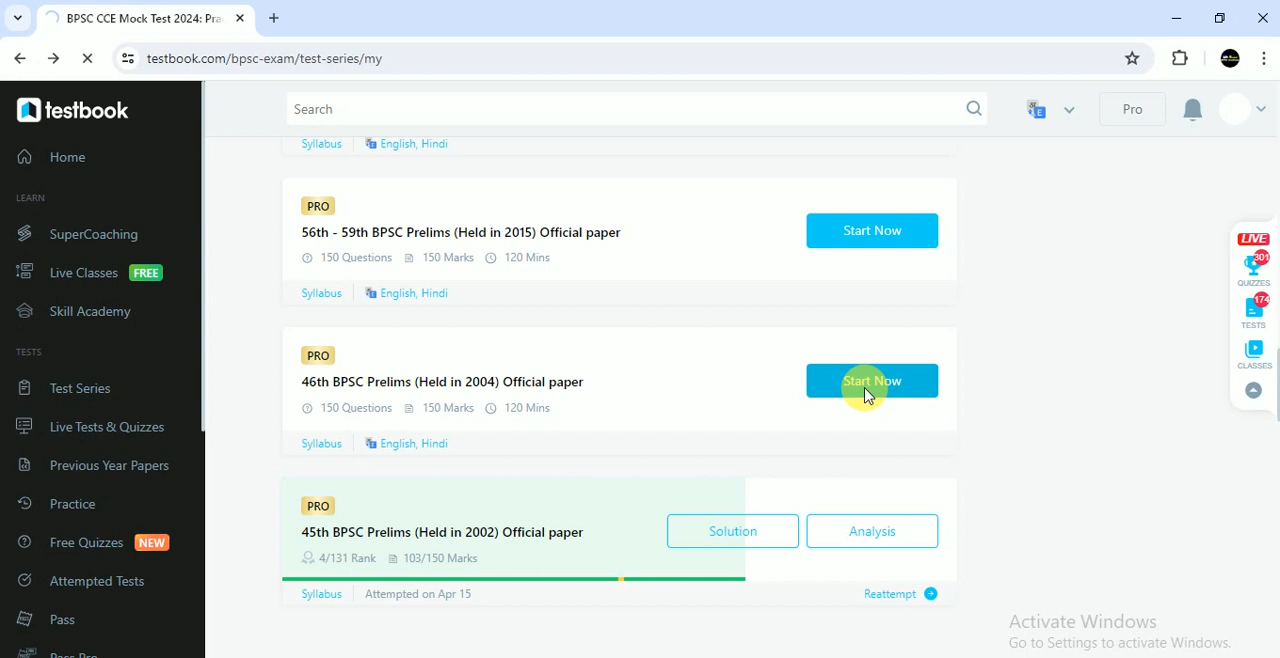 BPSC CCE Mock Test 2024: Pra
testbook.com/bpsc-exam/test-series/my
testbook
Search
Pro
Home
Syllabus English, Hindi
LEARN
SuperCoaching
Live Classes FREE
Skill Academy
TESTS
Test Series
Live Tests & Quizzes
Previous Year Papers
Practice
Free Quizzes NEW
Attempted Tests
Pass
Pass Pro
PRO
56th - 59th BPSC Prelims (Held in 2015) Official paper
150 Questions 150 Marks 120 Mins
Start Now
Syllabus English, Hindi
PRO
46th BPSC Prelims (Held in 2004) Official paper
150 Questions 150 Marks 120 Mins
Start Now
Syllabus English, Hindi
PRO
45th BPSC Prelims (Held in 2002) Official paper
4/131 Rank 103/150 Marks
Solution Analysis
Syllabus Attempted on Apr 15 Reattempt
LIVE
301
QUIZZES
174
TESTS
CLASSES
Activate Windows
Go to Settings to activate Windows.